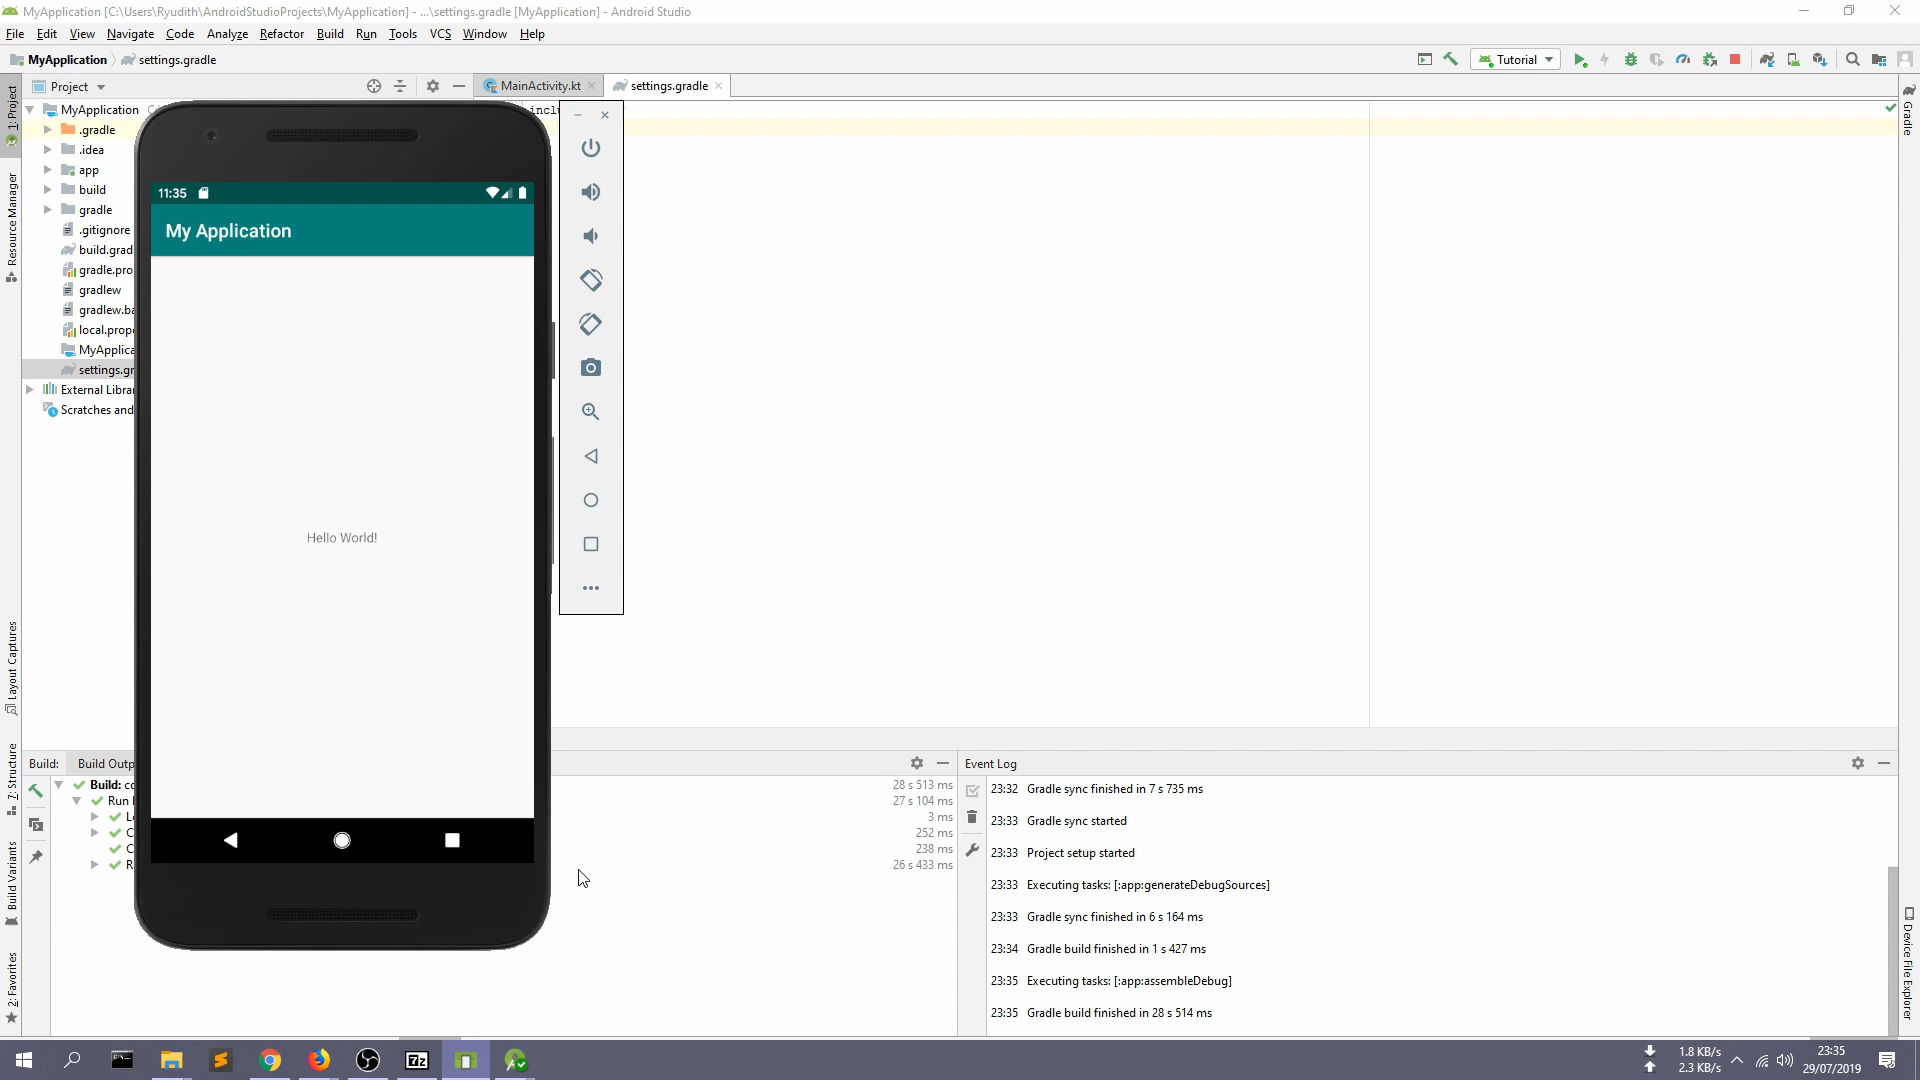 MyApplication [C:\Users\Ryudith\AndroidStudioProjects\MyApplication] - ...\settings.gradle [MyApplication] - Android Studio
File Edit View Navigate Code Analyze Refactor Build Run Tools VCS Window Help
MyApplication settings.gradle
Tutorial
Project
MainActivity.kt
settings.gradle
1: Project
Resource Manager
Layout Captures
7: Structure
Build Variants
2: Favorites
Gradle
Device File Explorer
MyApplication
.gradle
.idea
app
build
gradle
.gitignore
build.grad
gradle.pro
gradlew
gradlew.ba
local.prope
MyApplica
settings.gr
External Librar
Scratches and
incl
11:35
My Application
Hello World!
Build: Build Outp
Build: co 28 s 513 ms
Run 27 s 104 ms
L 3 ms
C 252 ms
C 238 ms
R 26 s 433 ms
Event Log
23:32 Gradle sync finished in 7 s 735 ms
23:33 Gradle sync started
23:33 Project setup started
23:33 Executing tasks: [:app:generateDebugSources]
23:33 Gradle sync finished in 6 s 164 ms
23:34 Gradle build finished in 1 s 427 ms
23:35 Executing tasks: [:app:assembleDebug]
23:35 Gradle build finished in 28 s 514 ms
7z
1.8 KB/s
2.3 KB/s
23:35
29/07/2019